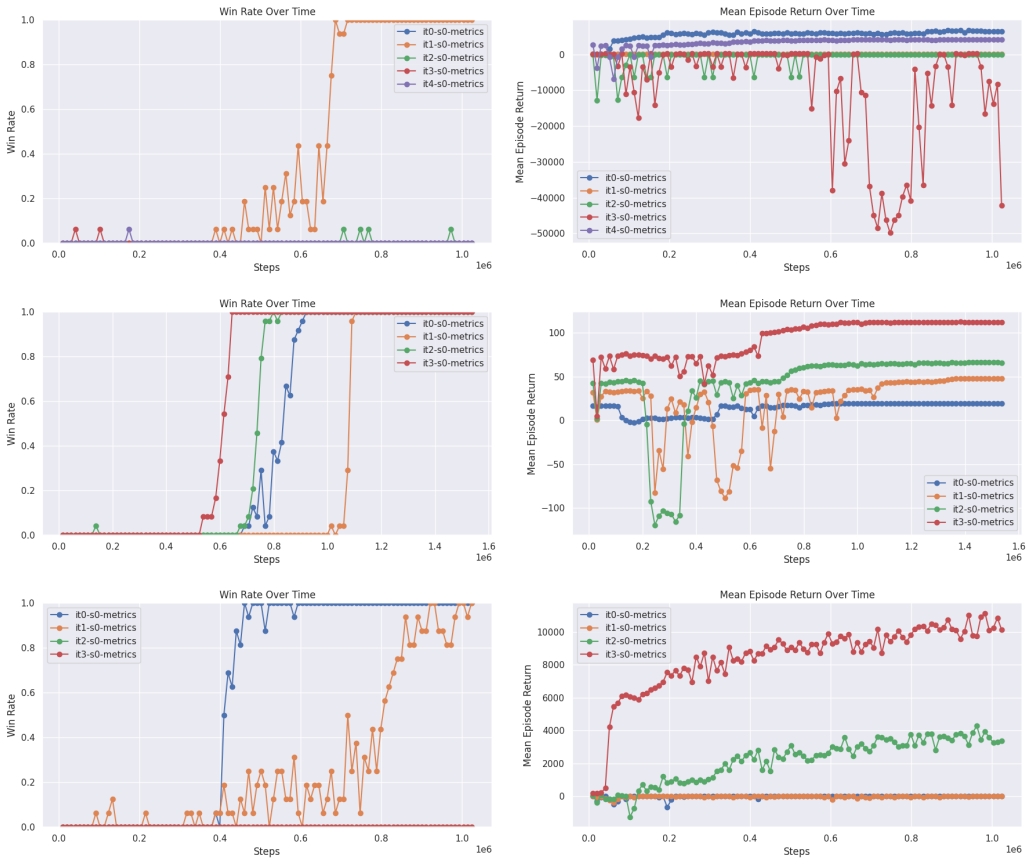 Win Rate Over Time
Win Rate
1.0
0.8
0.6
0.4
0.2
0.0
0.0 0.2 0.4 0.6 0.8 1.0
1e6
Steps
it0-s0-metrics
it1-s0-metrics
it2-s0-metrics
it3-s0-metrics
it4-s0-metrics
Mean Episode Return Over Time
Mean Episode Return
0
−10000
−20000
−30000
−40000
−50000
0.0 0.2 0.4 0.6 0.8 1.0
1e6
Steps
it0-s0-metrics
it1-s0-metrics
it2-s0-metrics
it3-s0-metrics
it4-s0-metrics
Win Rate Over Time
Win Rate
1.0
0.8
0.6
0.4
0.2
0.0
0.0 0.2 0.4 0.6 0.8 1.0 1.2 1.4 1.6
1e6
Steps
it0-s0-metrics
it1-s0-metrics
it2-s0-metrics
it3-s0-metrics
Mean Episode Return Over Time
Mean Episode Return
100
50
0
−50
−100
0.0 0.2 0.4 0.6 0.8 1.0 1.2 1.4 1.6
1e6
Steps
it0-s0-metrics
it1-s0-metrics
it2-s0-metrics
it3-s0-metrics
Win Rate Over Time
Win Rate
1.0
0.8
0.6
0.4
0.2
0.0
0.0 0.2 0.4 0.6 0.8 1.0
1e6
Steps
it0-s0-metrics
it1-s0-metrics
it2-s0-metrics
it3-s0-metrics
Mean Episode Return Over Time
Mean Episode Return
10000
8000
6000
4000
2000
0
0.0 0.2 0.4 0.6 0.8 1.0
1e6
Steps
it0-s0-metrics
it1-s0-metrics
it2-s0-metrics
it3-s0-metrics